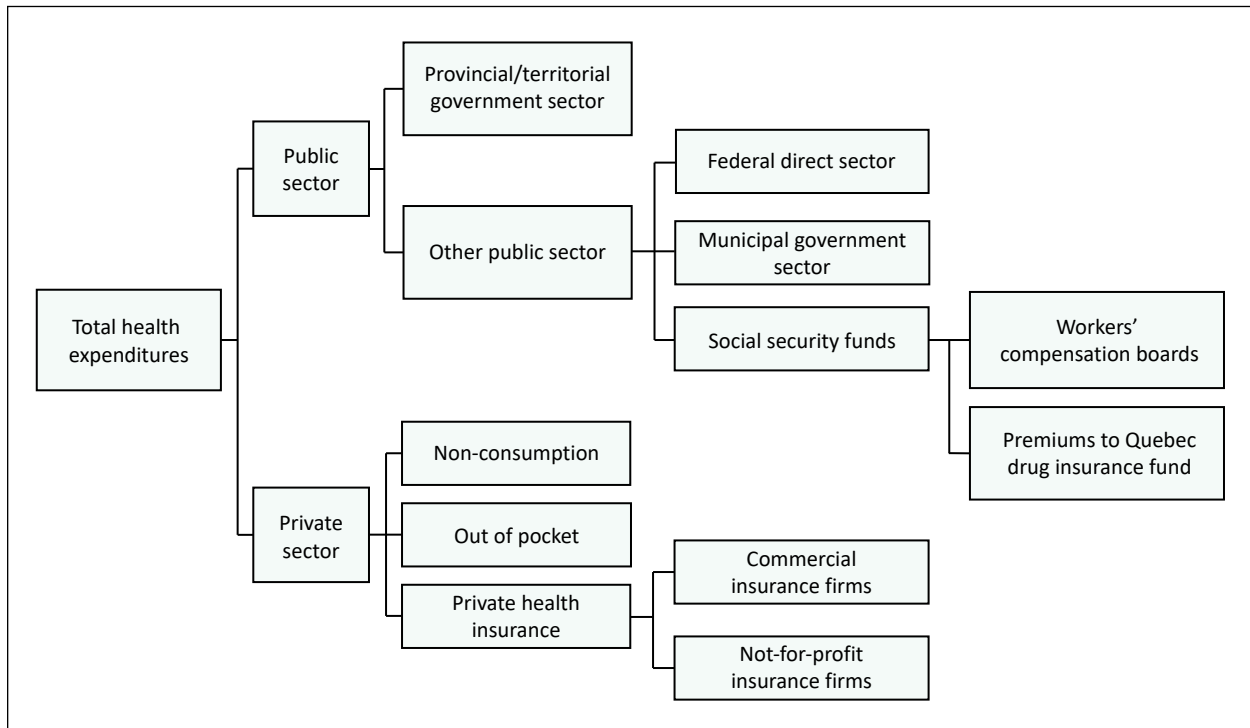 Provincial/territorial
government sector
Public
sector
Federal direct sector
Other public sector
Municipal government
sector
Total health
expenditures
Social security funds
Workers’
compensation boards
Premiums to Quebec
drug insurance fund
Non-consumption
Private
sector
Out of pocket
Commercial
insurance firms
Private health
insurance
Not-for-profit
insurance firms